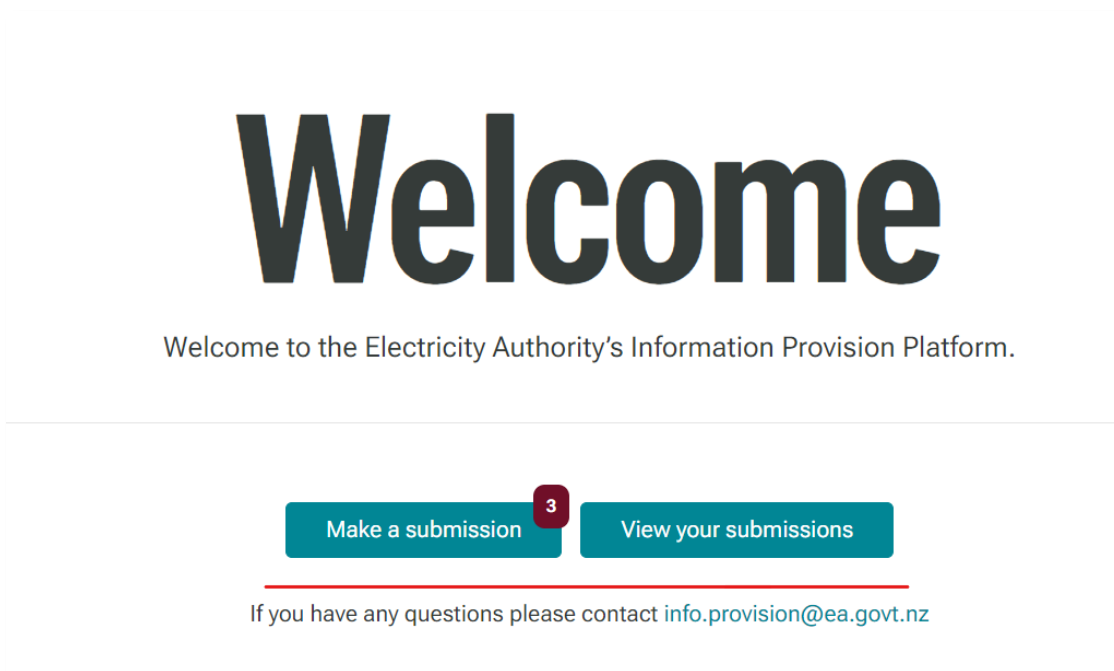 Welcome
Welcome to the Electricity Authority's Information Provision Platform.
Make a submission 3 View your submissions
If you have any questions please contact info.provision@ea.govt.nz